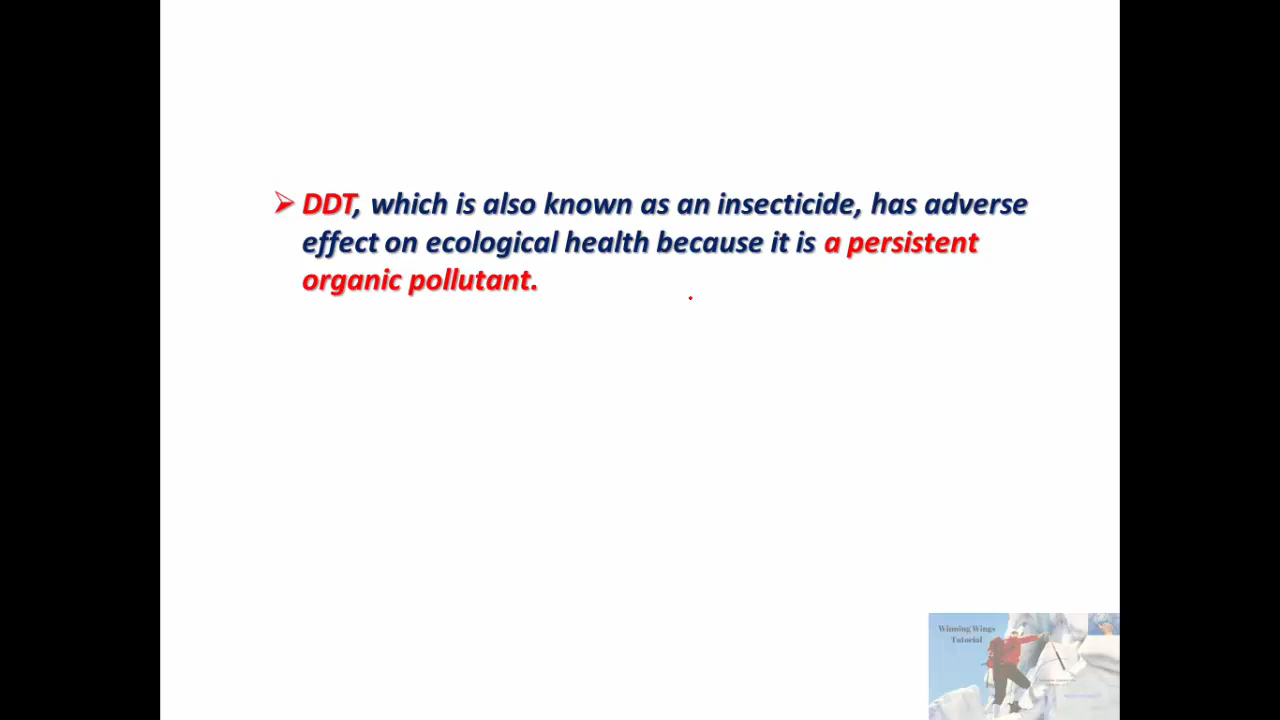 DDT, which is also known as an insecticide, has adverse
effect on ecological health because it is a persistent
organic pollutant.
Winning Wings
Tutorial